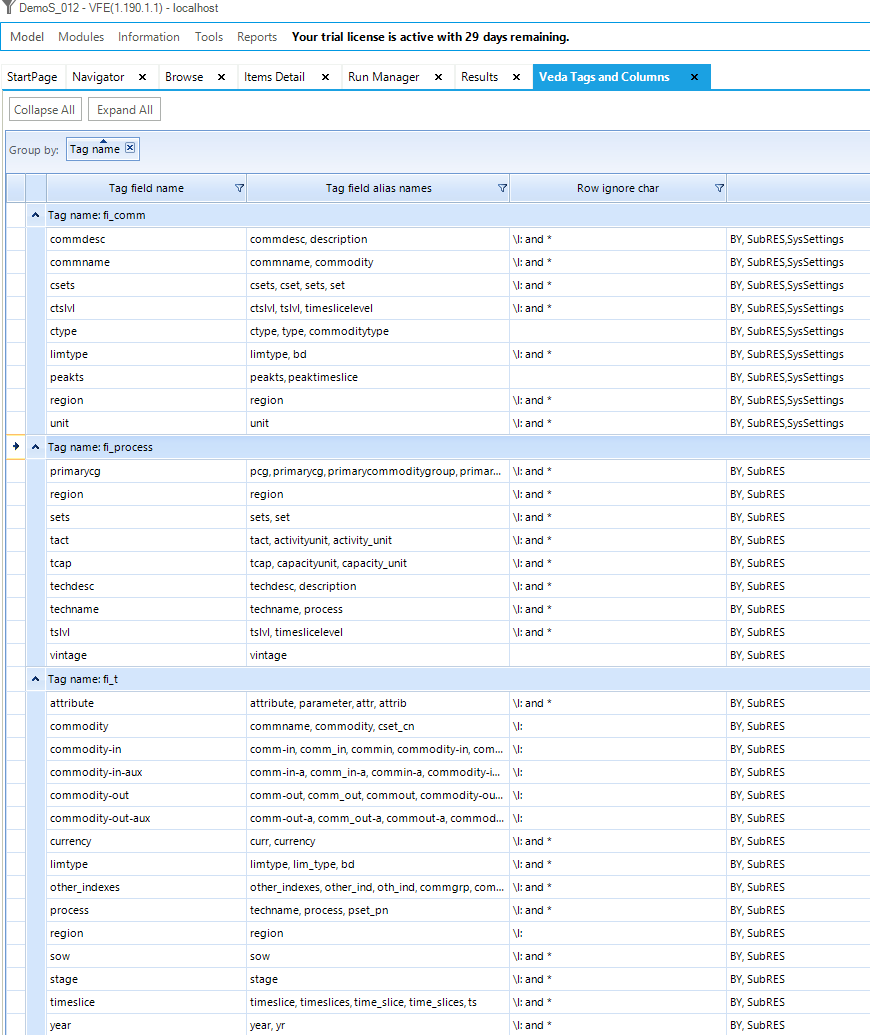 DemoS_012 - VFE(1.190.1.1) - localhost
Model Modules Information Tools Reports Your trial license is active with 29 days remaining.
StartPage Navigator × Browse × Items Detail × Run Manager × Results × Veda Tags and Columns ×
Collapse All Expand All
Group by: Tag name
Tag field name Tag field alias names Row ignore char
Tag name: fi_comm
commdesc commdesc, description \I: and * BY, SubRES,SysSettings
commname commname, commodity \I: and * BY, SubRES,SysSettings
csets csets, cset, sets, set \I: and * BY, SubRES,SysSettings
ctslvl ctslvl, tslvl, timeslicelevel \I: and * BY, SubRES,SysSettings
ctype ctype, type, commoditytype BY, SubRES,SysSettings
limtype limtype, bd \I: and * BY, SubRES,SysSettings
peakts peakts, peaktimeslice BY, SubRES,SysSettings
region region \I: and * BY, SubRES,SysSettings
unit unit \I: and * BY, SubRES,SysSettings
Tag name: fi_process
primarycg pcg, primarycg, primarycommoditygroup, primar... \I: and * BY, SubRES
region region \I: and * BY, SubRES
sets sets, set \I: and * BY, SubRES
tact tact, activityunit, activity_unit \I: and * BY, SubRES
tcap tcap, capacityunit, capacity_unit \I: and * BY, SubRES
techdesc techdesc, description \I: and * BY, SubRES
techname techname, process \I: and * BY, SubRES
tslvl tslvl, timeslicelevel \I: and * BY, SubRES
vintage vintage BY, SubRES
Tag name: fi_t
attribute attribute, parameter, attr, attrib \I: and * BY, SubRES
commodity commname, commodity, cset_cn \I: BY, SubRES
commodity-in comm-in, comm_in, commin, commodity-in, com... \I: BY, SubRES
commodity-in-aux comm-in-a, comm_in-a, commin-a, commodity-i... \I: BY, SubRES
commodity-out comm-out, comm_out, commout, commodity-ou... \I: BY, SubRES
commodity-out-aux comm-out-a, comm_out-a, commout-a, commod... \I: BY, SubRES
currency curr, currency \I: and * BY, SubRES
limtype limtype, lim_type, bd \I: and * BY, SubRES
other_indexes other_indexes, other_ind, oth_ind, commgrp, com... \I: and * BY, SubRES
process techname, process, pset_pn \I: and * BY, SubRES
region region \I: BY, SubRES
sow sow \I: and * BY, SubRES
stage stage \I: and * BY, SubRES
timeslice timeslice, timeslices, time_slice, time_slices, ts \I: and * BY, SubRES
year year, yr \I: and * BY, SubRES